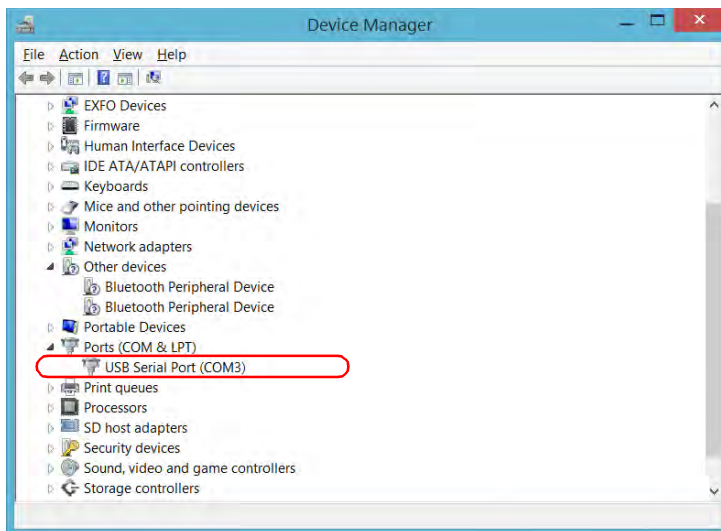 Device Manager
File Action View Help
EXFO Devices
Firmware
Human Interface Devices
IDE ATA/ATAPI controllers
Keyboards
Mice and other pointing devices
Monitors
Network adapters
Other devices
Bluetooth Peripheral Device
Bluetooth Peripheral Device
Portable Devices
Ports (COM & LPT)
USB Serial Port (COM3)
Print queues
Processors
SD host adapters
Security devices
Sound, video and game controllers
Storage controllers